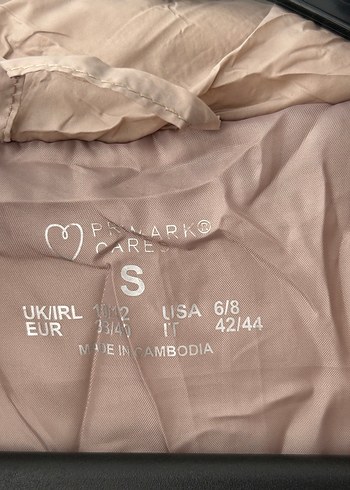 PRIMARK®
CARES
S
UK/IRL 10/12 USA 6/8
EUR 38/40 IT 42/44
MADE IN CAMBODIA